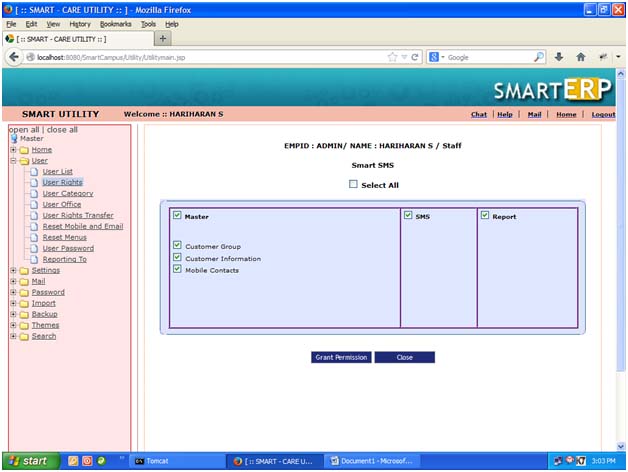 [ :: SMART - CARE UTILITY :: ] - Mozilla Firefox
File Edit View History Bookmarks Tools Help
[ :: SMART - CARE UTILITY :: ]
localhost:8080/SmartCampus/Utility/Utilitymain.jsp
Google
SMARTERP
SMART UTILITY Welcome :: HARIHARAN S Chat | Help | Mail | Home | Logout
open all | close all
Master
Home
User
User List
User Rights
User Category
User Office
User Rights Transfer
Reset Mobile and Email
Reset Menus
User Password
Reporting To
Settings
Mail
Password
Import
Backup
Themes
Search
EMPID : ADMIN/ NAME : HARIHARAN S / Staff
Smart SMS
Select All
Master SMS Report
Customer Group
Customer Information
Mobile Contacts
Grant Permission Close
start Tomcat [ :: SMART - CARE U... Document1 - Microsof... 3:03 PM